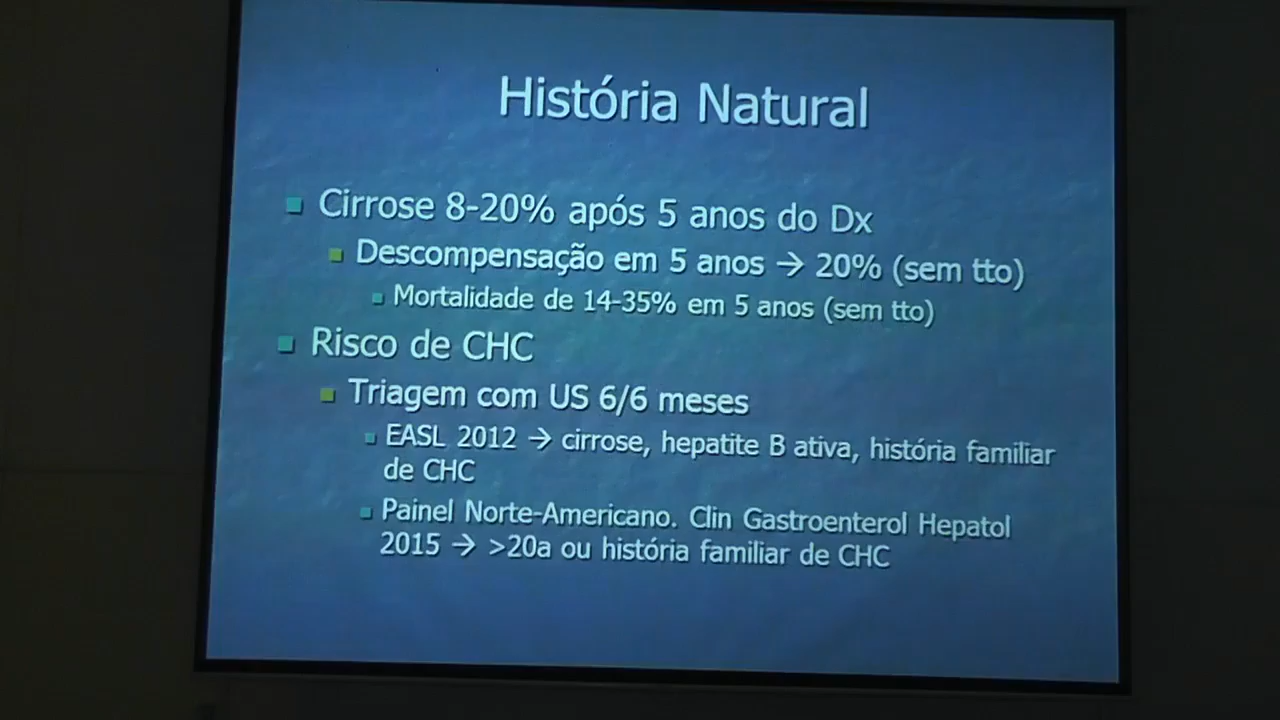 História Natural
Cirrose 8-20% após 5 anos do Dx
Descompensação em 5 anos → 20% (sem tto)
Mortalidade de 14-35% em 5 anos (sem tto)
Risco de CHC
Triagem com US 6/6 meses
EASL 2012 → cirrose, hepatite B ativa, história familiar
de CHC
Painel Norte-Americano. Clin Gastroenterol Hepatol
2015 → >20a ou história familiar de CHC